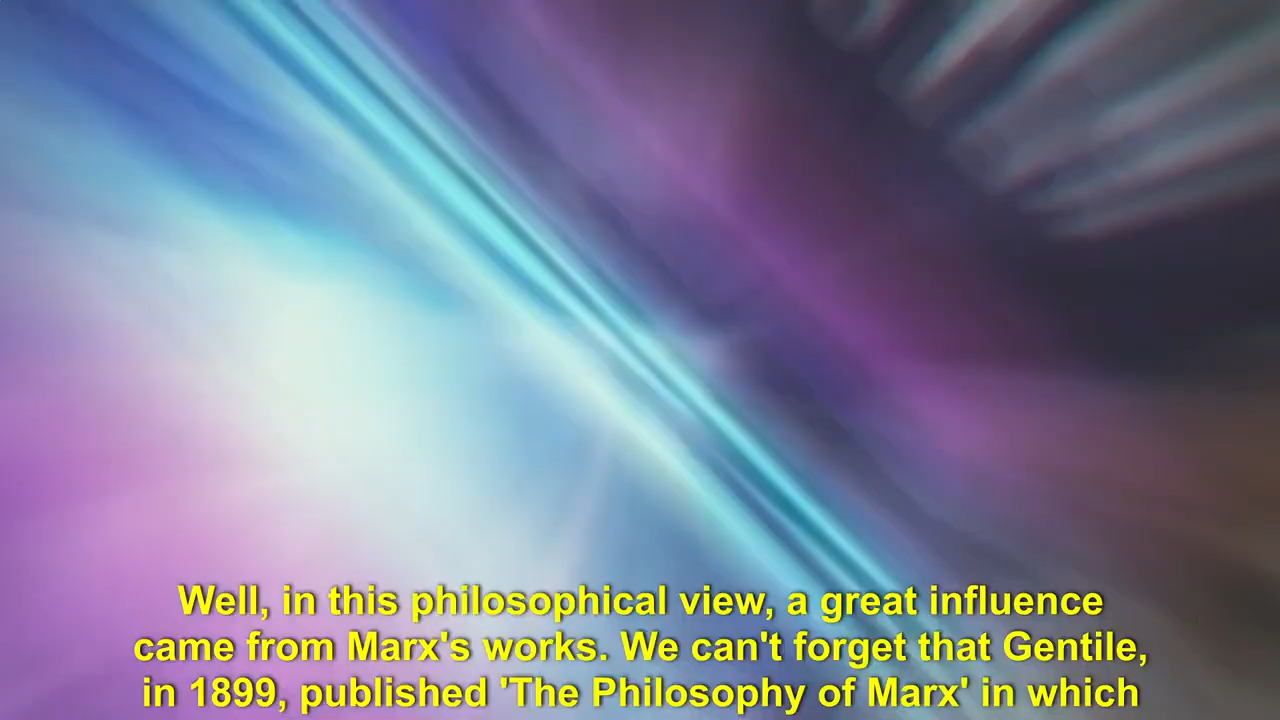 Well, in this philosophical view, a great influence
came from Marx's works. We can't forget that Gentile,
in 1899, published 'The Philosophy of Marx' in which